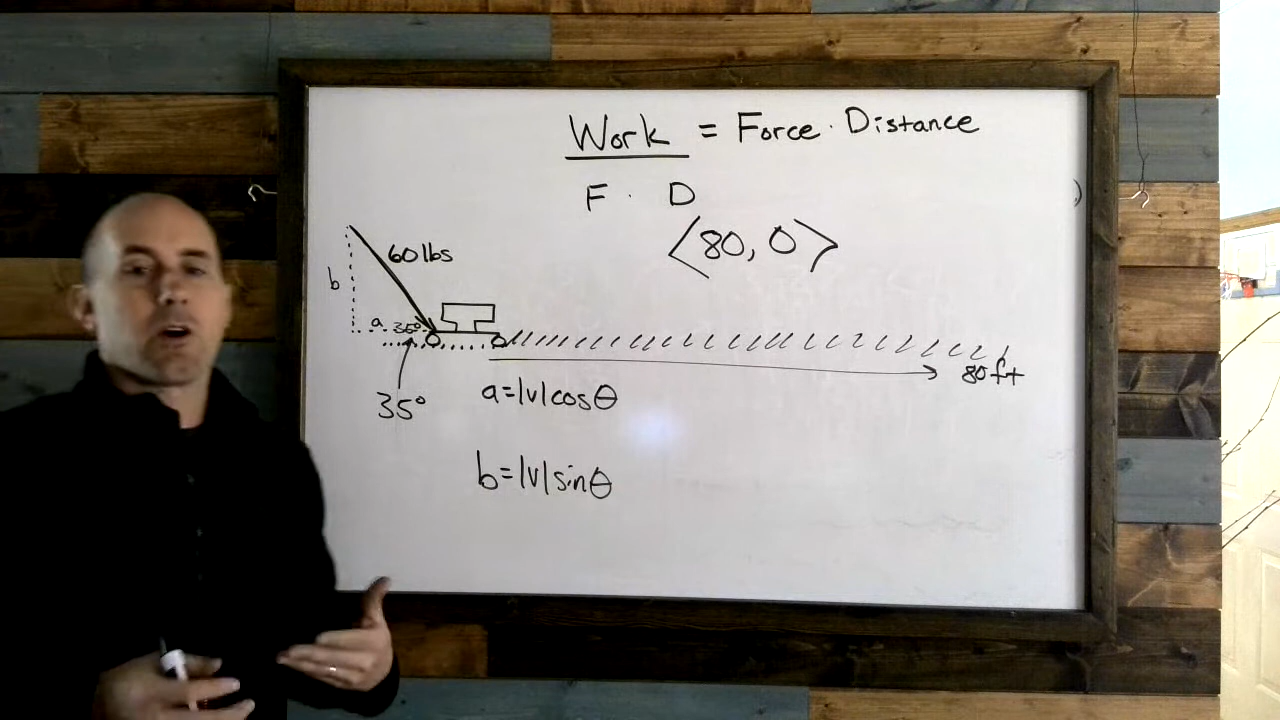 Work = Force · Distance
F · D
<80, 0>
60 lbs
b
a 35°
80 ft
35°
a=|v|cosθ
b=|v|sinθ
)